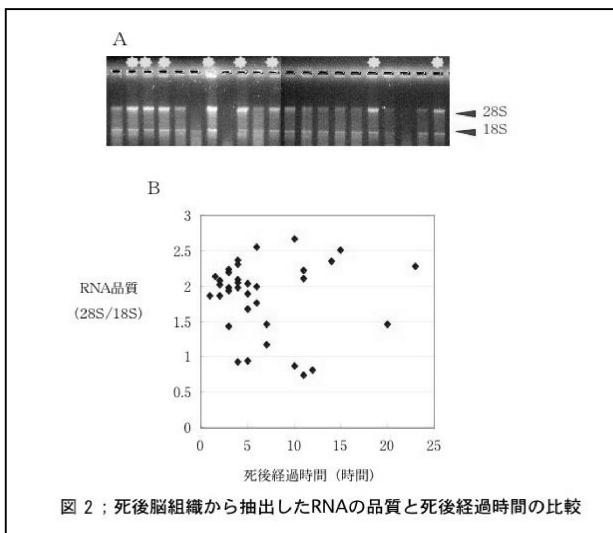 A
28S
18S
B
3
2.5
2
1.5
1
0.5
0
RNA品質
(28S/18S)
0 5 10 15 20 25
死後経過時間（時間）
図 2 ; 死後脳組織から抽出したRNAの品質と死後経過時間の比較